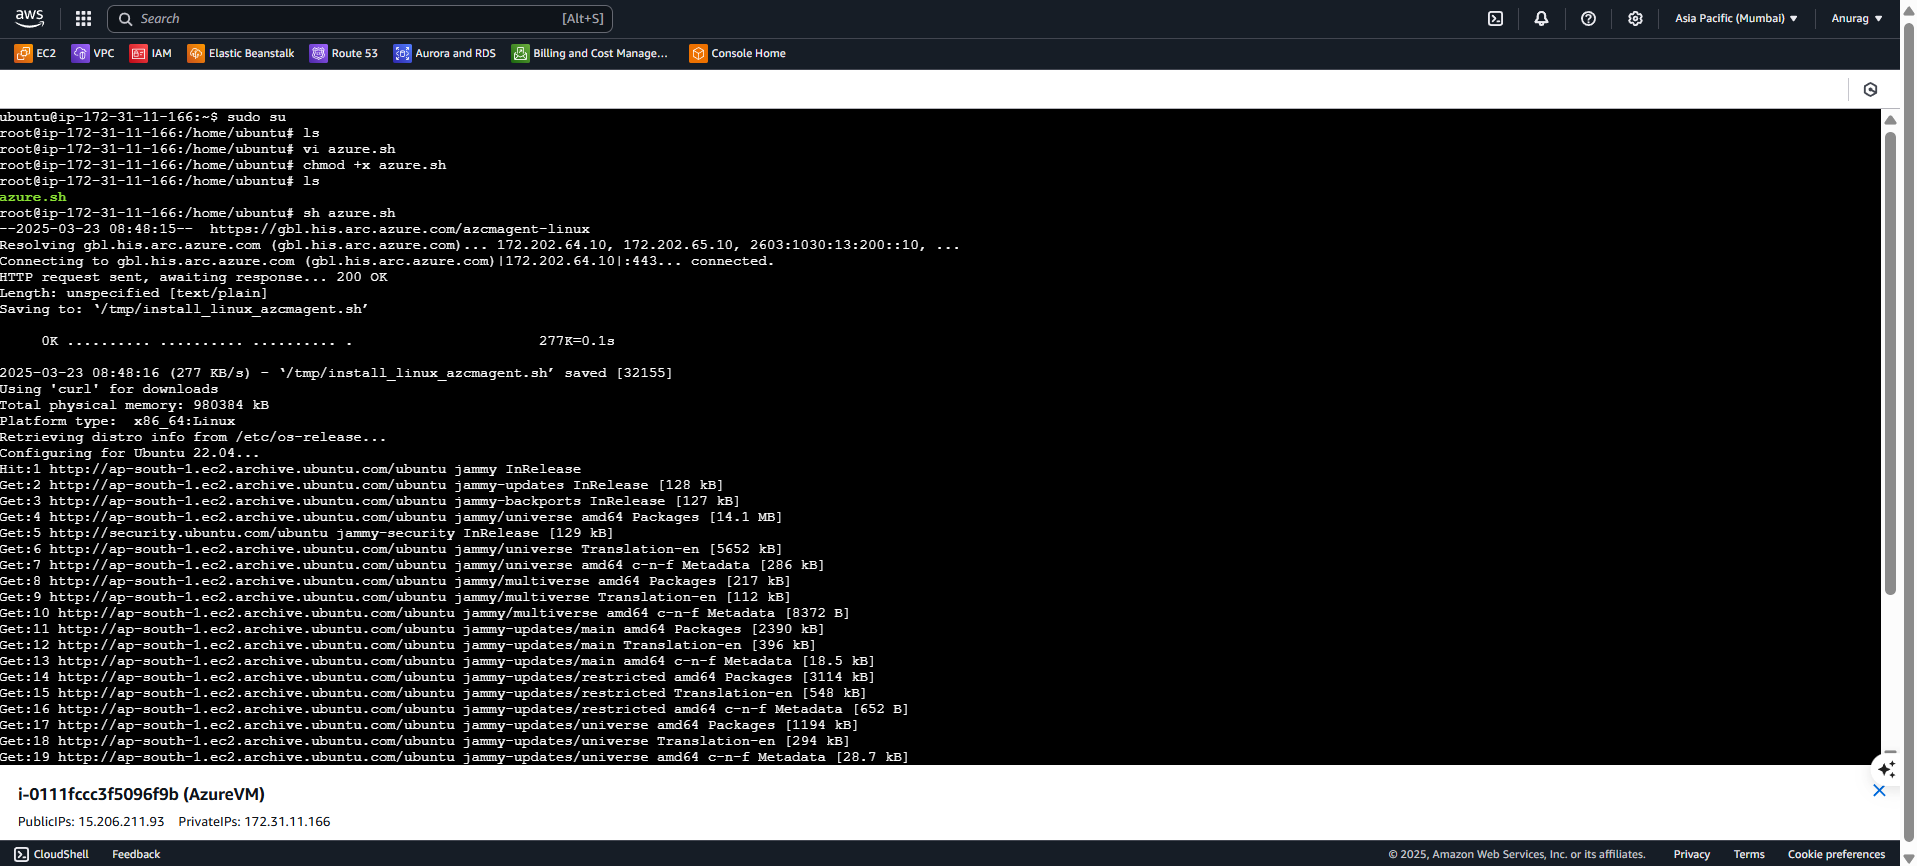 aws
Search [Alt+S]
Asia Pacific (Mumbai) ▼
Anurag ▼
EC2 VPC IAM Elastic Beanstalk Route 53 Aurora and RDS Billing and Cost Manage... Console Home
ubuntu@ip-172-31-11-166:~$ sudo su
root@ip-172-31-11-166:/home/ubuntu# ls
root@ip-172-31-11-166:/home/ubuntu# vi azure.sh
root@ip-172-31-11-166:/home/ubuntu# chmod +x azure.sh
root@ip-172-31-11-166:/home/ubuntu# ls
azure.sh
root@ip-172-31-11-166:/home/ubuntu# sh azure.sh
--2025-03-23 08:48:15--  https://gbl.his.arc.azure.com/azcmagent-linux
Resolving gbl.his.arc.azure.com (gbl.his.arc.azure.com)... 172.202.64.10, 172.202.65.10, 2603:1030:13:200::10, ...
Connecting to gbl.his.arc.azure.com (gbl.his.arc.azure.com)|172.202.64.10|:443... connected.
HTTP request sent, awaiting response... 200 OK
Length: unspecified [text/plain]
Saving to: ‘/tmp/install_linux_azcmagent.sh’
0K .......... .......... .......... . 277K=0.1s
2025-03-23 08:48:16 (277 KB/s) - ‘/tmp/install_linux_azcmagent.sh’ saved [32155]
Using 'curl' for downloads
Total physical memory: 980384 kB
Platform type:  x86_64:Linux
Retrieving distro info from /etc/os-release...
Configuring for Ubuntu 22.04...
Hit:1 http://ap-south-1.ec2.archive.ubuntu.com/ubuntu jammy InRelease
Get:2 http://ap-south-1.ec2.archive.ubuntu.com/ubuntu jammy-updates InRelease [128 kB]
Get:3 http://ap-south-1.ec2.archive.ubuntu.com/ubuntu jammy-backports InRelease [127 kB]
Get:4 http://ap-south-1.ec2.archive.ubuntu.com/ubuntu jammy/universe amd64 Packages [14.1 MB]
Get:5 http://security.ubuntu.com/ubuntu jammy-security InRelease [129 kB]
Get:6 http://ap-south-1.ec2.archive.ubuntu.com/ubuntu jammy/universe Translation-en [5652 kB]
Get:7 http://ap-south-1.ec2.archive.ubuntu.com/ubuntu jammy/universe amd64 c-n-f Metadata [286 kB]
Get:8 http://ap-south-1.ec2.archive.ubuntu.com/ubuntu jammy/multiverse amd64 Packages [217 kB]
Get:9 http://ap-south-1.ec2.archive.ubuntu.com/ubuntu jammy/multiverse Translation-en [112 kB]
Get:10 http://ap-south-1.ec2.archive.ubuntu.com/ubuntu jammy/multiverse amd64 c-n-f Metadata [8372 B]
Get:11 http://ap-south-1.ec2.archive.ubuntu.com/ubuntu jammy-updates/main amd64 Packages [2390 kB]
Get:12 http://ap-south-1.ec2.archive.ubuntu.com/ubuntu jammy-updates/main Translation-en [396 kB]
Get:13 http://ap-south-1.ec2.archive.ubuntu.com/ubuntu jammy-updates/main amd64 c-n-f Metadata [18.5 kB]
Get:14 http://ap-south-1.ec2.archive.ubuntu.com/ubuntu jammy-updates/restricted amd64 Packages [3114 kB]
Get:15 http://ap-south-1.ec2.archive.ubuntu.com/ubuntu jammy-updates/restricted Translation-en [548 kB]
Get:16 http://ap-south-1.ec2.archive.ubuntu.com/ubuntu jammy-updates/restricted amd64 c-n-f Metadata [652 B]
Get:17 http://ap-south-1.ec2.archive.ubuntu.com/ubuntu jammy-updates/universe amd64 Packages [1194 kB]
Get:18 http://ap-south-1.ec2.archive.ubuntu.com/ubuntu jammy-updates/universe Translation-en [294 kB]
Get:19 http://ap-south-1.ec2.archive.ubuntu.com/ubuntu jammy-updates/universe amd64 c-n-f Metadata [28.7 kB]
i-0111fccc3f5096f9b (AzureVM)
PublicIPs: 15.206.211.93 PrivateIPs: 172.31.11.166
CloudShell Feedback © 2025, Amazon Web Services, Inc. or its affiliates. Privacy Terms Cookie preferences